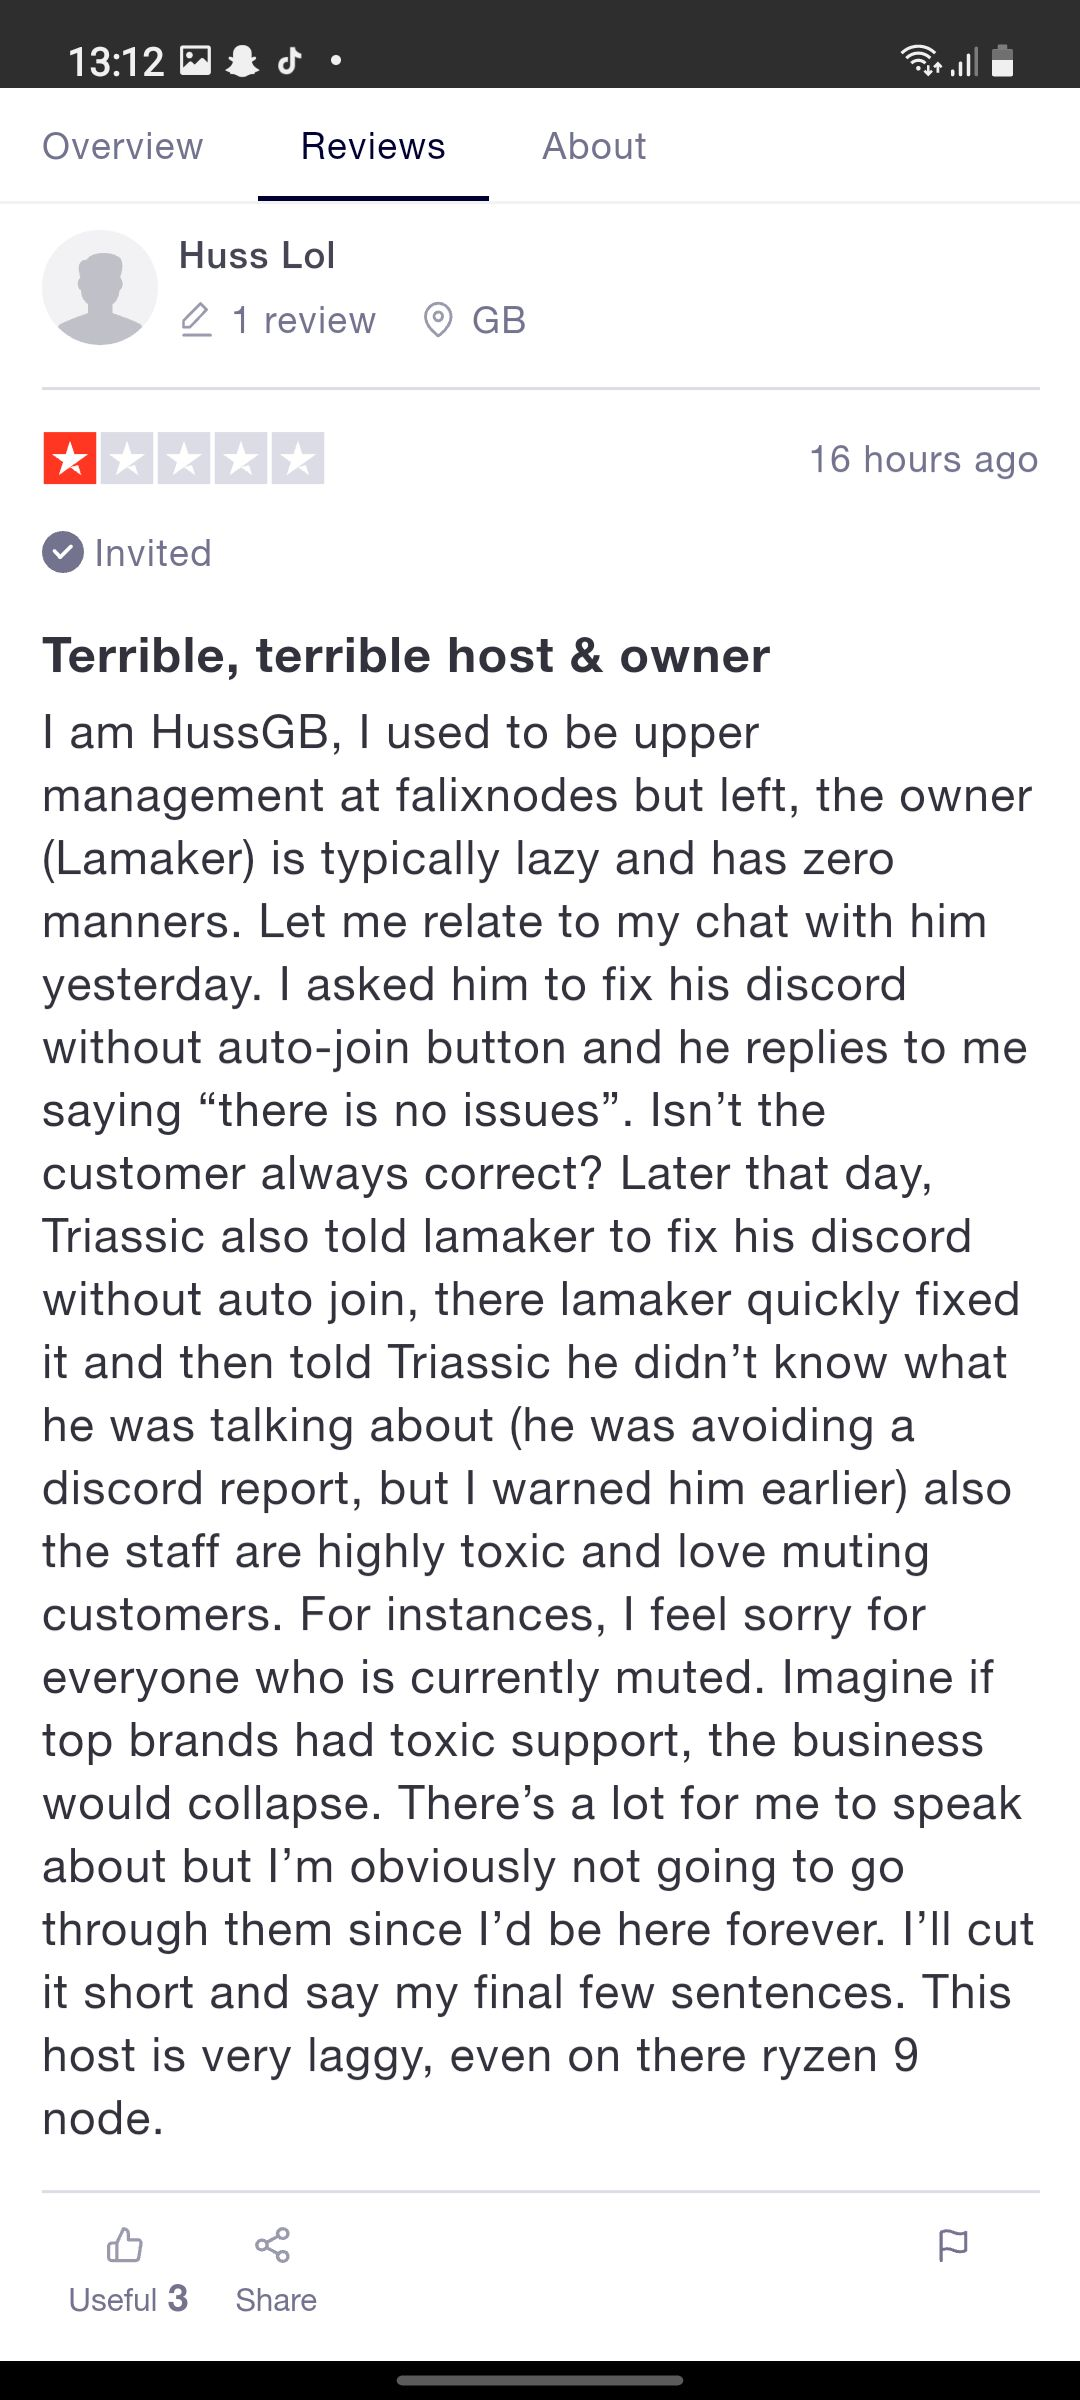 13:12
Overview Reviews About
Huss Lol
1 review GB
16 hours ago
Invited
Terrible, terrible host & owner
I am HussGB, I used to be upper
management at falixnodes but left, the owner
(Lamaker) is typically lazy and has zero
manners. Let me relate to my chat with him
yesterday. I asked him to fix his discord
without auto-join button and he replies to me
saying “there is no issues”. Isn’t the
customer always correct? Later that day,
Triassic also told lamaker to fix his discord
without auto join, there lamaker quickly fixed
it and then told Triassic he didn’t know what
he was talking about (he was avoiding a
discord report, but I warned him earlier) also
the staff are highly toxic and love muting
customers. For instances, I feel sorry for
everyone who is currently muted. Imagine if
top brands had toxic support, the business
would collapse. There’s a lot for me to speak
about but I’m obviously not going to go
through them since I’d be here forever. I’ll cut
it short and say my final few sentences. This
host is very laggy, even on there ryzen 9
node.
Useful 3 Share